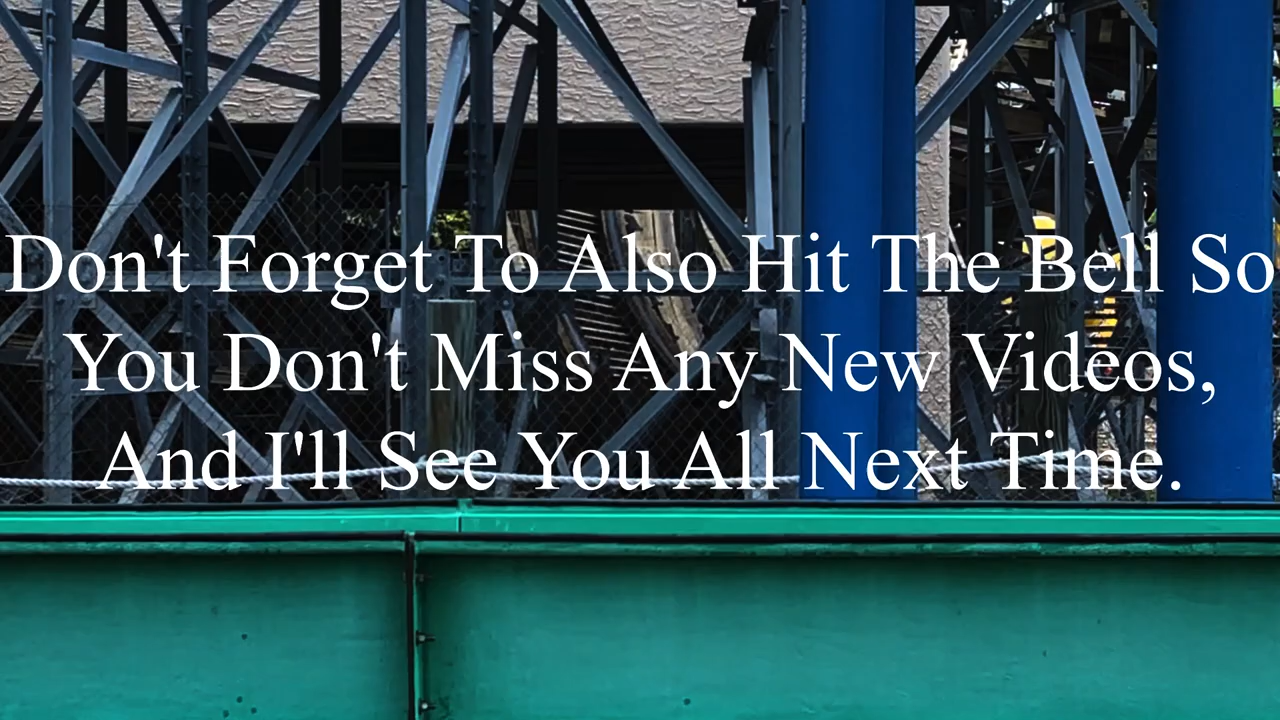 Don't Forget To Also Hit The Bell So
You Don't Miss Any New Videos,
And I'll See You All Next Time.